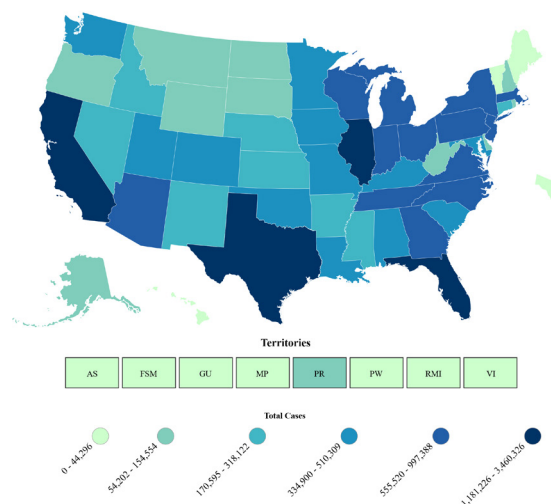 Territories
AS FSM GU MP PR PW RMI VI
Total Cases
0 - 44,296
54,202 - 154,554
170,595 - 318,122
334,900 - 510,309
555,520 - 997,388
1,181,226 - 3,460,326